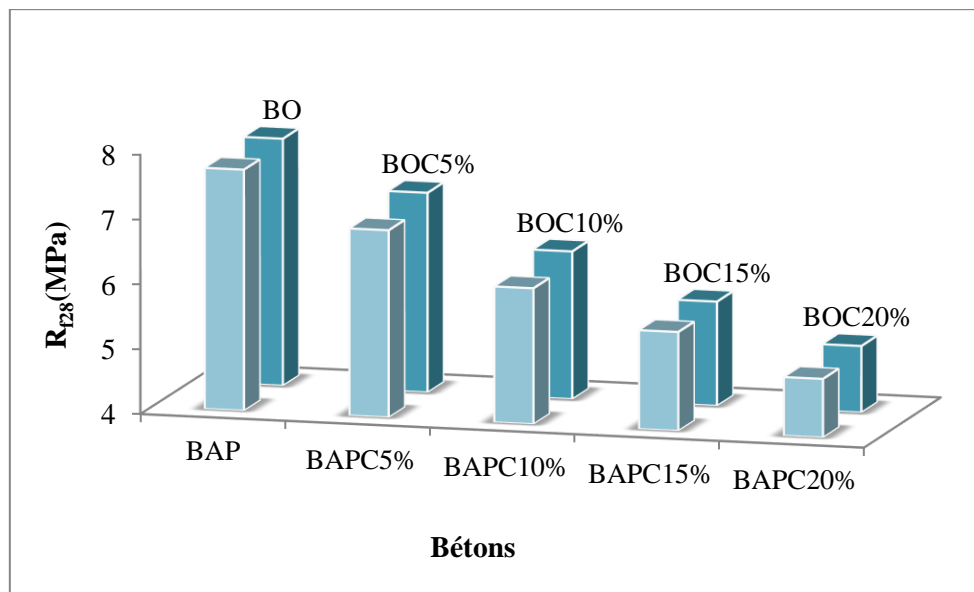 BO
BOC5%
BOC10%
BOC15%
BOC20%
8
7
6
5
4
Rf28(MPa)
BAP
BAPC5%
BAPC10%
BAPC15%
BAPC20%
Bétons